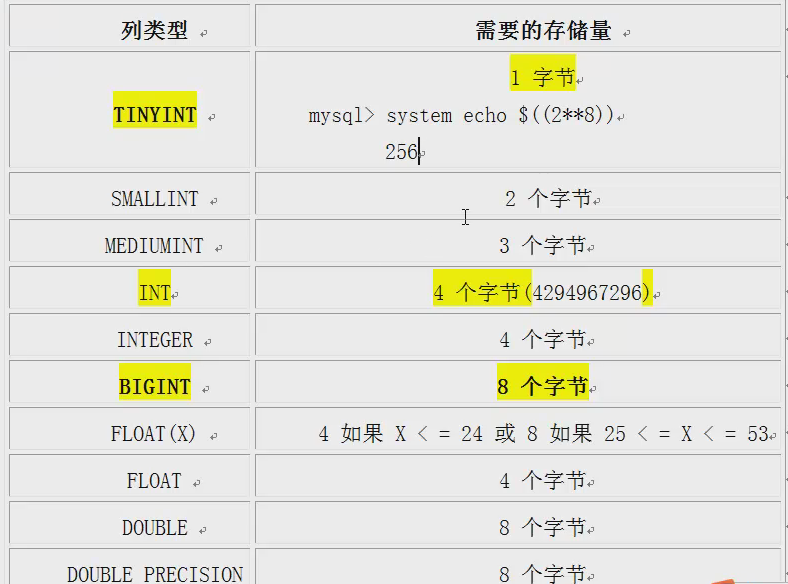 列类型 需要的存储量
TINYINT 1 字节
mysql> system echo $((2**8))
256
SMALLINT 2 个字节
MEDIUMINT 3 个字节
INT 4 个字节(4294967296)
INTEGER 4 个字节
BIGINT 8 个字节
FLOAT(X) 4 如果 X < = 24 或 8 如果 25 < = X < = 53
FLOAT 4 个字节
DOUBLE 8 个字节
DOUBLE PRECISION 8 个字节